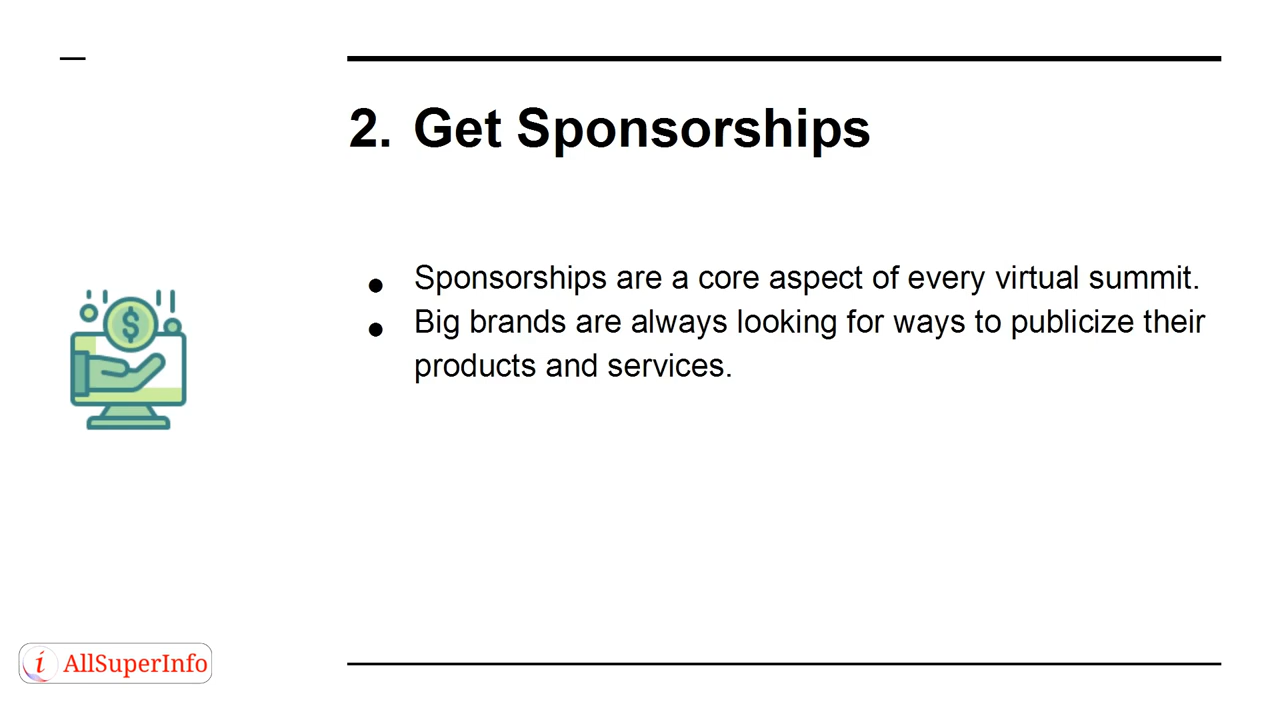 2. Get Sponsorships
● Sponsorships are a core aspect of every virtual summit.
● Big brands are always looking for ways to publicize their
products and services.
$
i AllSuperInfo